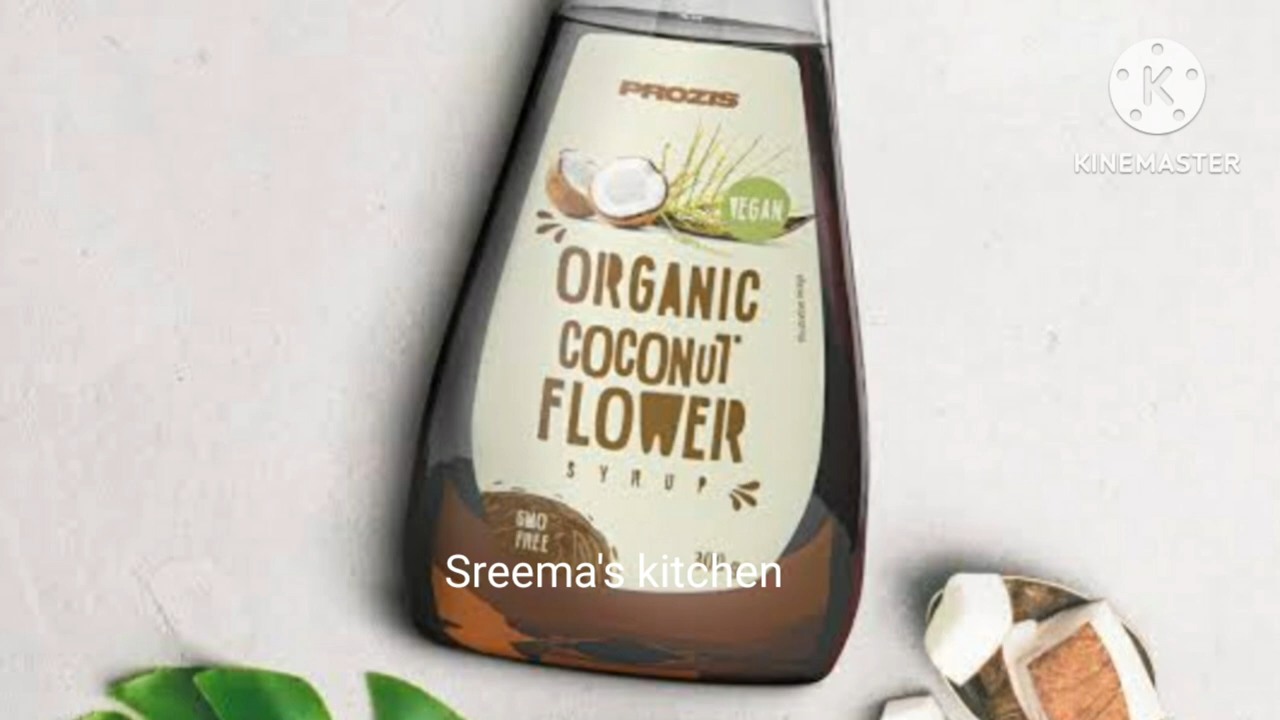 PROZIS
VEGAN
ORGANIC
COCONUT
FLOWER
SYRUP
GMO
FREE
Sreema's kitchen
KINEMASTER